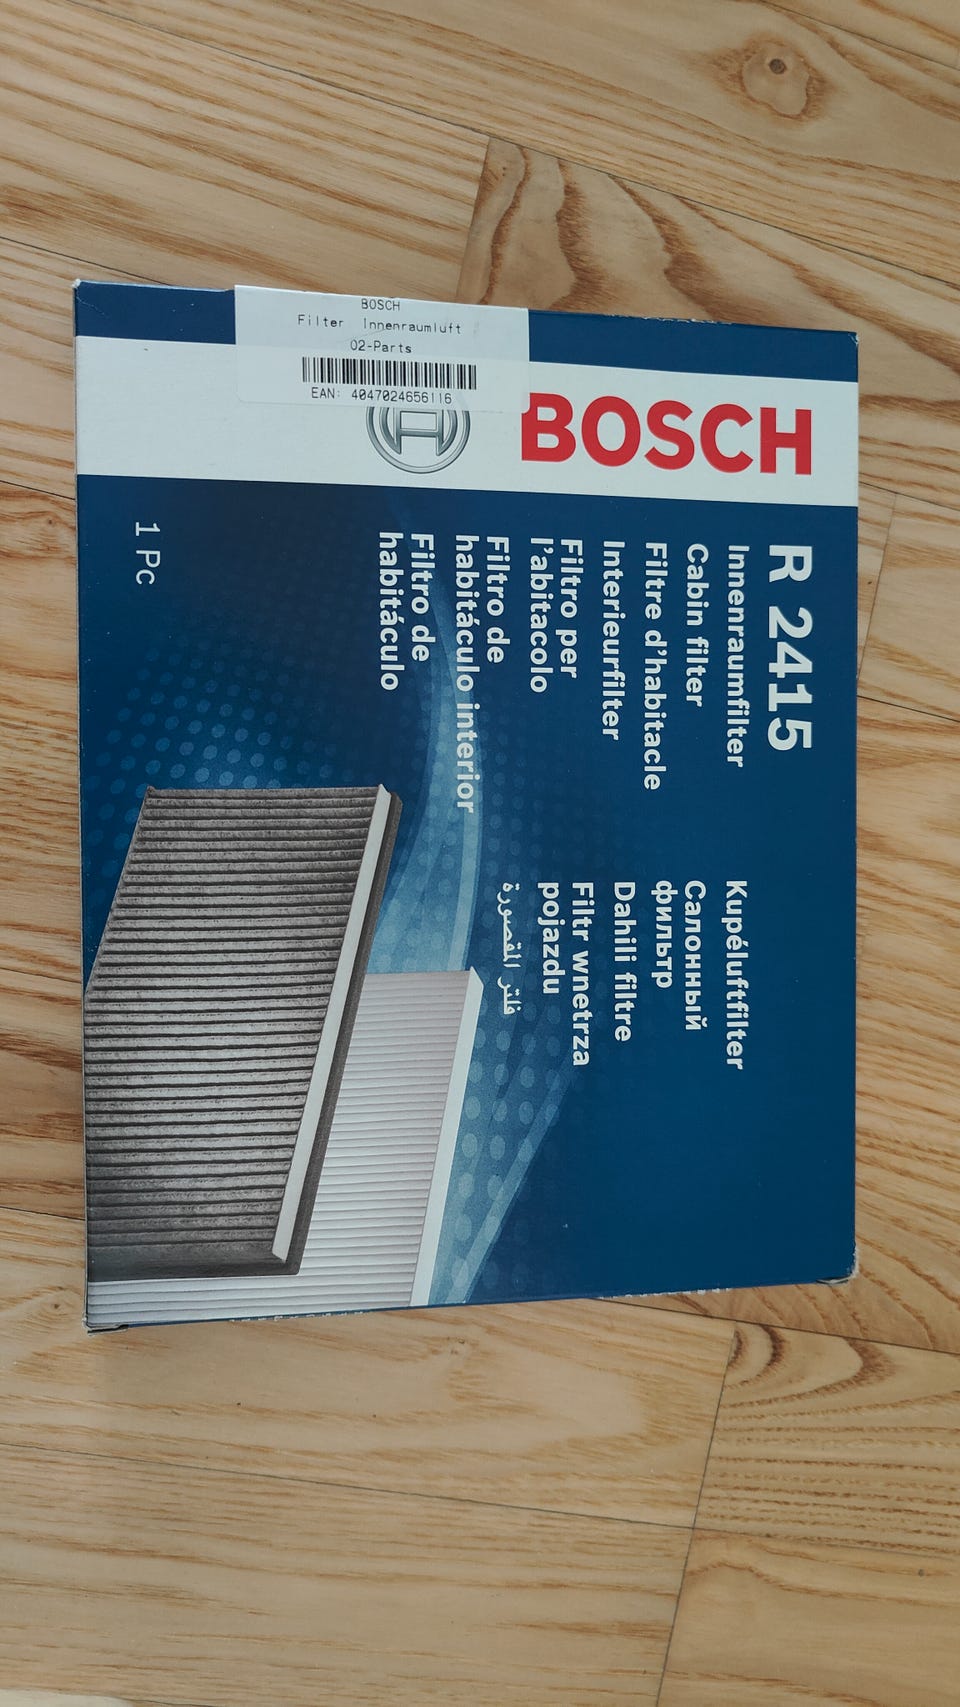 BOSCH
Filter Innenraumluft
O2-Parts
EAN: 4047024656116
BOSCH
R 2415
Innenraumfilter
Cabin filter
Filtre d'habitacle
Interieurfilter
Filtro per
l'abitacolo
Filtro de
habitáculo interior
Filtro de
habitáculo
Kupéluftfilter
Салонный
фильтр
Dahili filtre
Filtr wnetrza
pojazdu
فلتر المقصورة
1 Pc